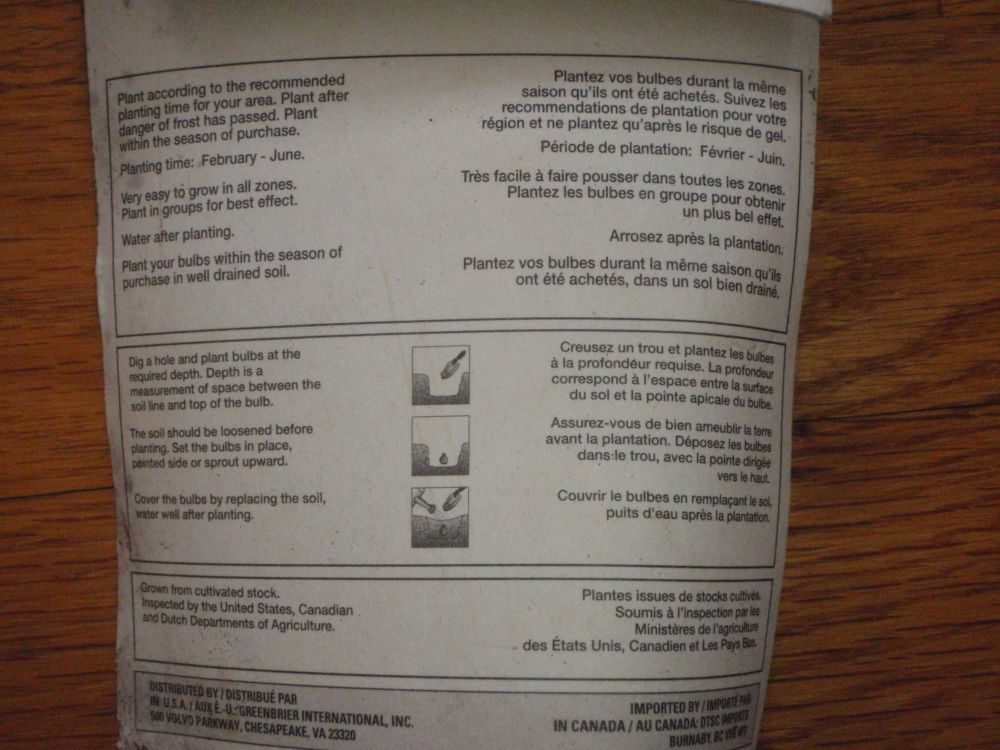 Plant according to the recommended
planting time for your area. Plant after
danger of frost has passed. Plant
within the season of purchase.
Planting time: February - June.
Very easy to grow in all zones.
Plant in groups for best effect.
Water after planting.
Plant your bulbs within the season of
purchase in well drained soil.
Plantez vos bulbes durant la même
saison qu'ils ont été achetés. Suivez les
recommendations de plantation pour votre
région et ne plantez qu'après le risque de gel.
Période de plantation: Février - Juin.
Très facile à faire pousser dans toutes les zones.
Plantez les bulbes en groupe pour obtenir
un plus bel effet.
Arrosez après la plantation.
Plantez vos bulbes durant la même saison qu'ils
ont été achetés, dans un sol bien drainé.
Dig a hole and plant bulbs at the
required depth. Depth is a
measurement of space between the
soil line and top of the bulb.
The soil should be loosened before
planting. Set the bulbs in place,
pointed side or sprout upward.
Cover the bulbs by replacing the soil,
water well after planting.
Creusez un trou et plantez les bulbes
à la profondeur requise. La profondeur
correspond à l'espace entre la surface
du sol et la pointe apicale du bulbe.
Assurez-vous de bien ameublir la terre
avant la plantation. Déposez les bulbes
dans le trou, avec la pointe dirigée
vers le haut.
Couvrir le bulbes en remplaçant le sol,
puits d'eau après la plantation.
Grown from cultivated stock.
Inspected by the United States, Canadian
and Dutch Departments of Agriculture.
Plantes issues de stocks cultivés.
Soumis à l'inspection par les
Ministères de l'agriculture
des États Unis, Canadien et Les Pays Bas.
DISTRIBUTED BY / DISTRIBUÉ PAR
IN U.S.A. / AUX É.-U.: GREENBRIER INTERNATIONAL, INC.
500 VOLVO PARKWAY, CHESAPEAKE, VA 23320
IMPORTED BY / IMPORTÉ PAR
IN CANADA / AU CANADA: DTSC IMPORTS
BURNABY, BC